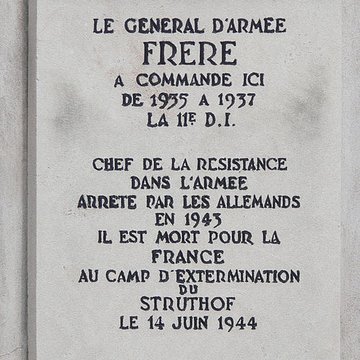 LE GENERAL D'ARMEE
FRERE
A COMMANDE ICI
DE 1935 A 1937
LA 11E D.I.
CHEF DE LA RESISTANCE
DANS L'ARMEE
ARRETE PAR LES ALLEMANDS
EN 1943
IL EST MORT POUR LA
FRANCE
AU CAMP D'EXTERMINATION
DU
STRUTHOF
LE 14 JUIN 1944